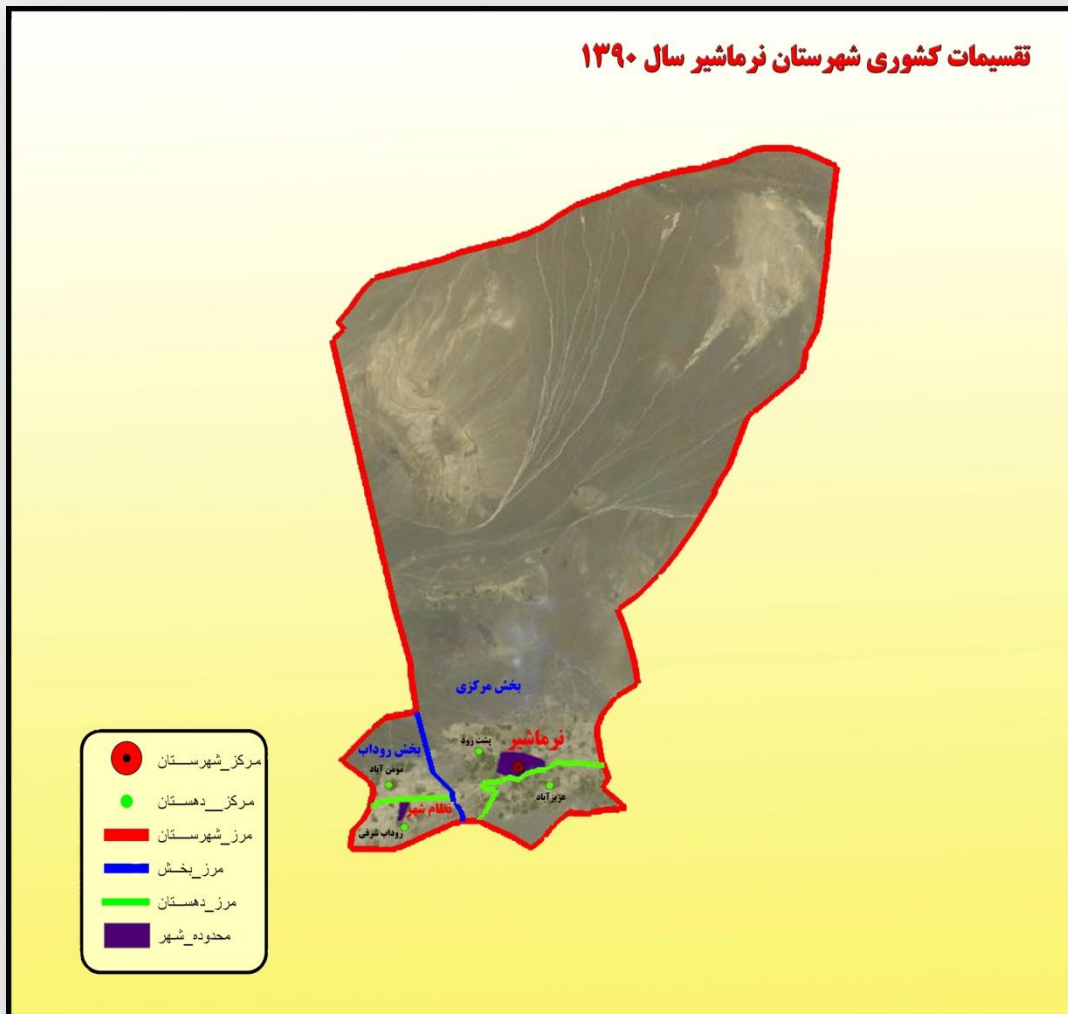 تقسیمات کشوری شهرستان نرماشیر سال ۱۳۹۰
بخش مرکزی
نرماشیر
پشت رود
بخش روداب
مومن آباد
عزیزآباد
نظام شهر
روداب شرقی
مرکز_شهرستان
مرکز_دهستان
مرز_شهرستان
مرز_بخش
مرز_دهستان
محدوده_شهر